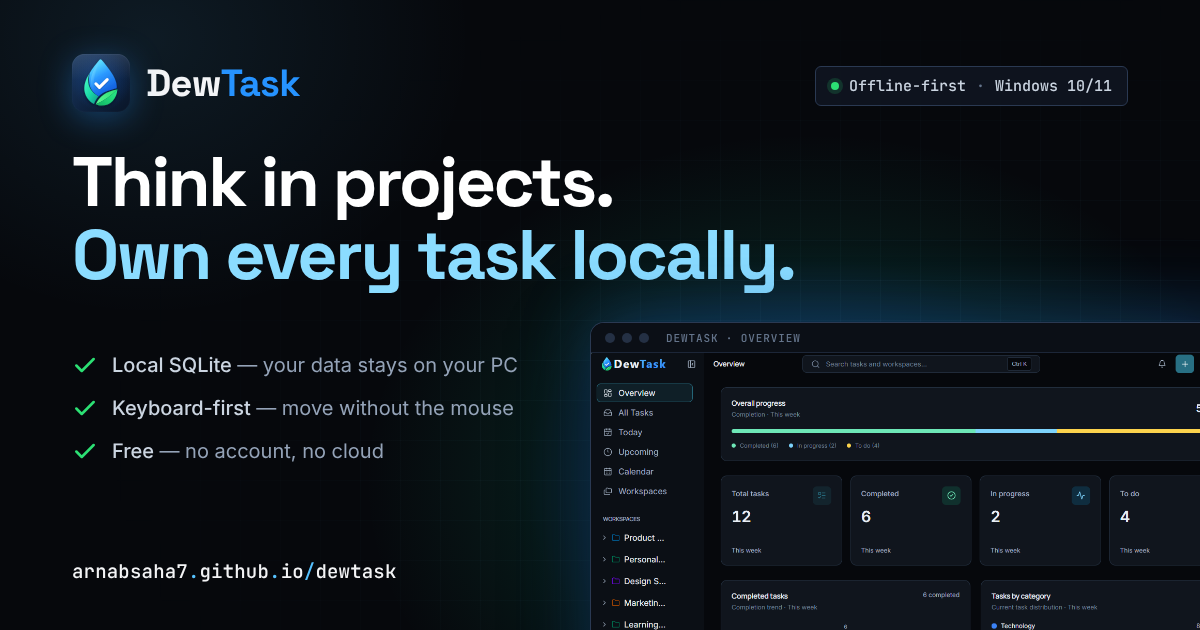 DewTask
Offline-first · Windows 10/11
Think in projects.
Own every task locally.
Local SQLite — your data stays on your PC
Keyboard-first — move without the mouse
Free — no account, no cloud
arnabsaha7.github.io/dewtask
DEWTASK · OVERVIEW
DewTask
Overview
Search tasks and workspaces...
Ctrl K
Overview
All Tasks
Today
Upcoming
Calendar
Workspaces
WORKSPACES
Product ...
Personal...
Design S...
Marketin...
Learning...
Overall progress
Completion · This week
Completed (6) In progress (2) To do (4)
Total tasks
12
This week
Completed
6
This week
In progress
2
This week
To do
4
This week
Completed tasks
6 completed
Completion trend · This week
6
Tasks by category
Current task distribution · This week
Technology